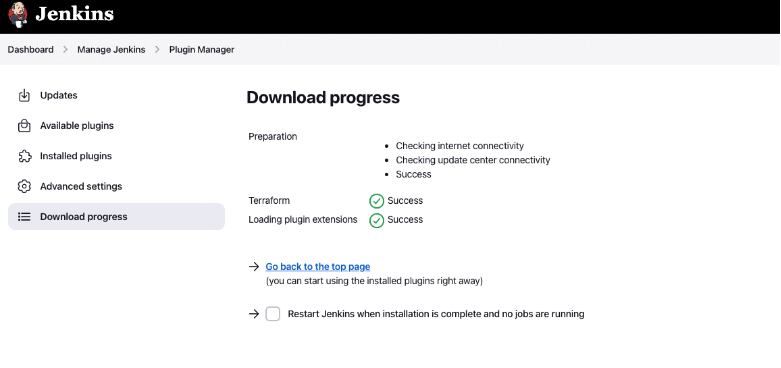 Jenkins
Dashboard > Manage Jenkins > Plugin Manager
Updates
Available plugins
Installed plugins
Advanced settings
Download progress
Download progress
Preparation
• Checking internet connectivity
• Checking update center connectivity
• Success
Terraform Success
Loading plugin extensions Success
→ Go back to the top page
(you can start using the installed plugins right away)
→ Restart Jenkins when installation is complete and no jobs are running